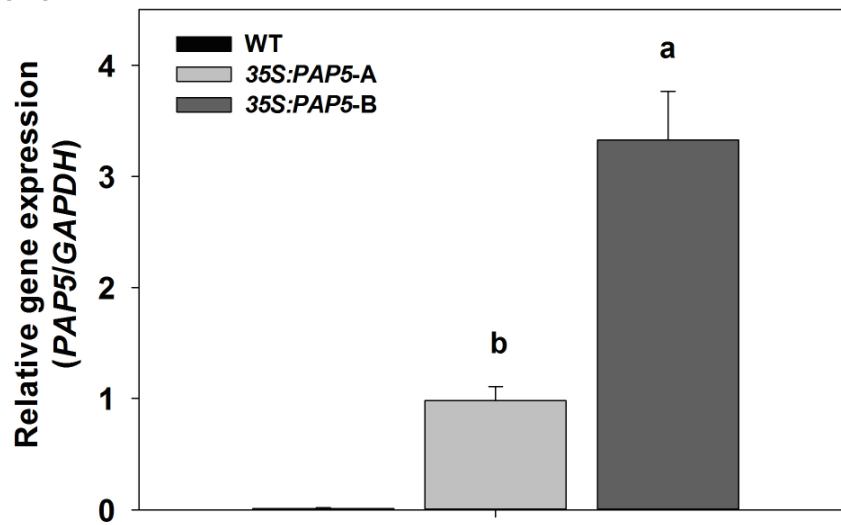 WT
35S:PAP5-A
35S:PAP5-B
a
b
4
3
2
1
0
Relative gene expression
(PAP5/GAPDH)